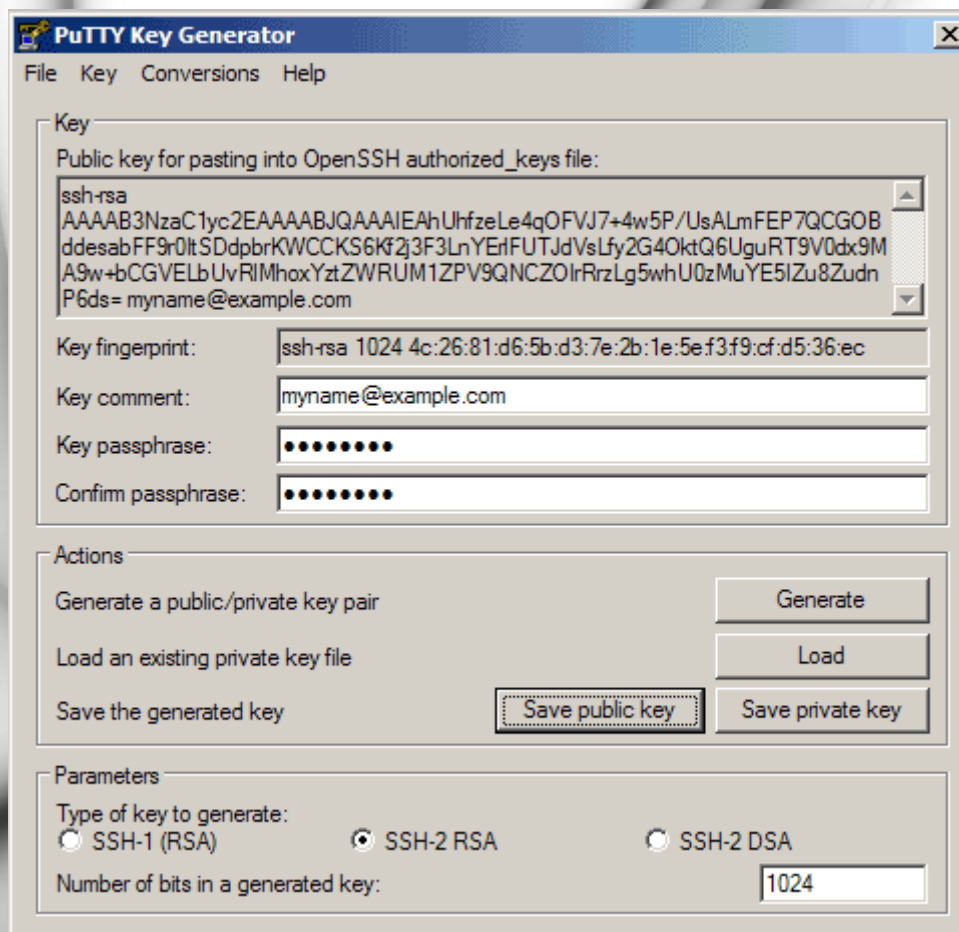 PuTTY Key Generator
File Key Conversions Help
Key
Public key for pasting into OpenSSH authorized_keys file:
ssh-rsa
AAAAB3NzaC1yc2EAAAABJQAAAIEAhUhfzeLe4qOFVJ7+4w5P/UsALmFEP7QCGOB
ddesabFF9r0ItSDdpbrKWCCKS6Kf2j3F3LnYErlFUTJdVsLfy2G4OktQ6UguRT9V0dx9M
A9w+bCGVELbUvRlMhoxYztZWRUM1ZPV9QNCZOlrRrzLg5whU0zMuYE5IZu8Zudn
P6ds= myname@example.com
Key fingerprint: ssh-rsa 1024 4c:26:81:d6:5b:d3:7e:2b:1e:5e:f3:f9:cf:d5:36:ec
Key comment: myname@example.com
Key passphrase: ●●●●●●●●
Confirm passphrase: ●●●●●●●●
Actions
Generate a public/private key pair Generate
Load an existing private key file Load
Save the generated key Save public key Save private key
Parameters
Type of key to generate:
SSH-1 (RSA) SSH-2 RSA SSH-2 DSA
Number of bits in a generated key: 1024